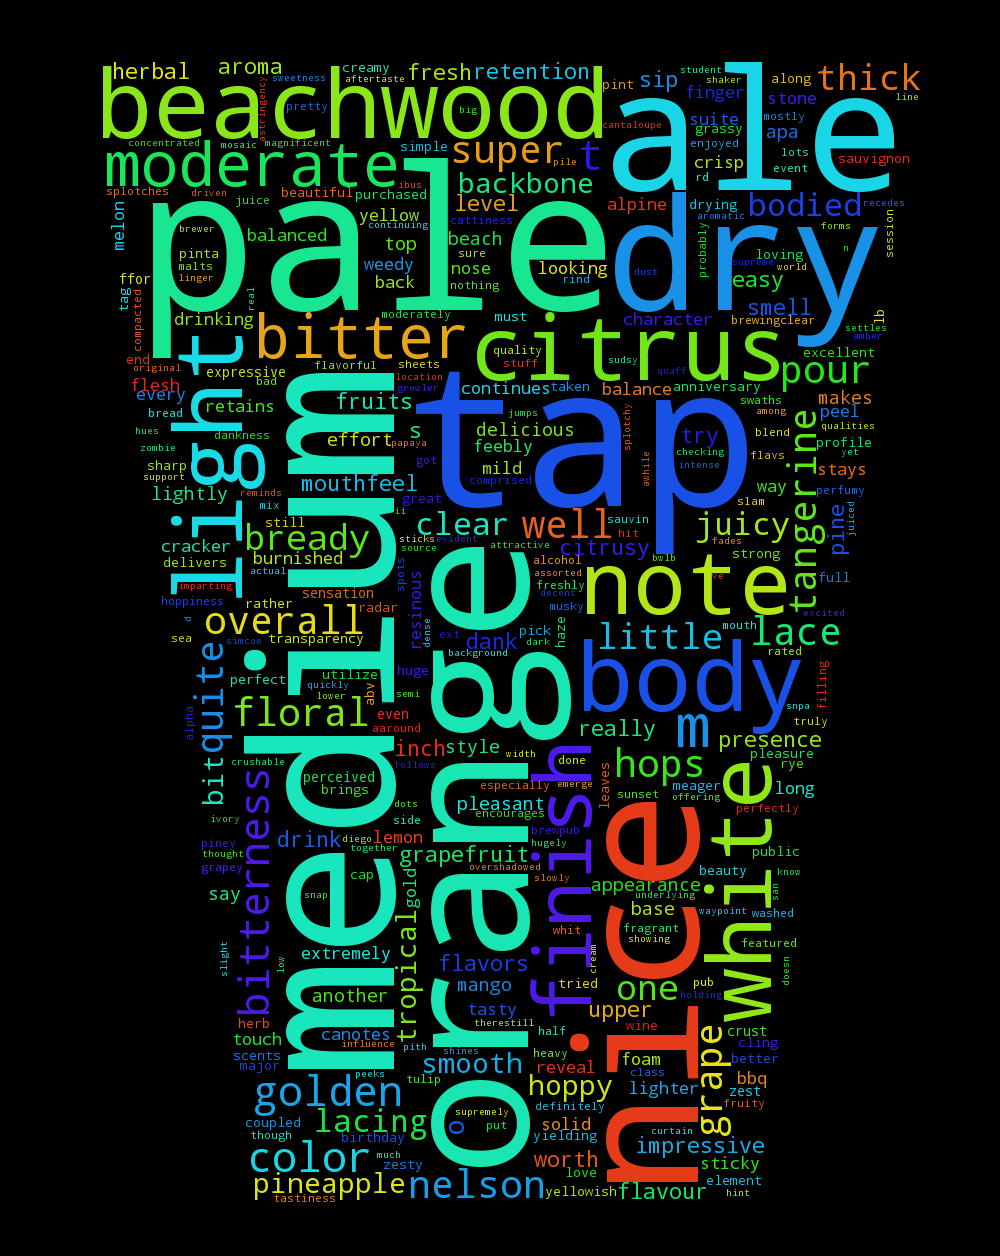 herbal
aroma
creamy
aftertaste
sweetness
fresh
retention
sip
student
shaker
along
thick
line
pint
finger
stone
beachwood
ale
pretty
big
astringency
concentrated
mosaic
magnificent
simple
super
pile
t
cantaloupe
suite
grassy
enjoyed
mostly
apa
crisp
lots
event
sauvignon
moderate
splotches
driven
beautiful
purchased
ibus
backbone
level
alpine
rd
drying
aromatic
bodied
recedes
melon
juice
brewer
yellow
continuing
cattiness
pale
dry
probably
forms
n
session
pinta
malts
linger
balanced
top
beach
sure
nose
nothing
looking
rind
dust
supreme
loving
world
ffor
weedy
back
easy
smell
tag
compacted
real
drinking
moderately
must
character
brewingclear
lb
settles
amber
bitter
citrus
quality
stuff
sudsy
quaff
excellent
pour
end
original
light
flavorful
sheets
location
growler
expressive
bad
flesh
every
bread
retains
hues
dankness
zombie
fruits
continues
taken
balance
anniversary
swaths
makes
among
peel
qualities
s
jumps
tap
delicious
feebly
splotchy
try
checking
intense
blend
flavs
profile
yet
effort
papaya
got
mild
comprised
awhile
way
stays
sharp
support
lightly
reminds
mix
mouthfeel
great
ii
slam
perfumy
tangerine
pine
juiced
still
bready
sticks
evident
source
clear
well
sauvin
hit
juicy
fades
strong
attractive
citrusy
bwlb
cracker
delivers
actual
burnished
imparting
sensation
spots
alcohol
assorted
freshly
decent
musky
note
ve
full
hoppiness
rather
radar
resinous
excited
medium
d
sea
overall
simcoe
transparency
dense
ext
dank
background
pick
dark
haze
little
mouth
lace
rated
quite
perfect
utilize
quickly
lower
abv
huge
semi
orange
body
filling
snpa
truly
floral
even
aaround
really
m
presence
alpha
crushable
inch
style
follows
width
done
hops
pleasure
rye
bit
perceived
brings
especially
emerge
leaves
sunset
meager
offering
long
perfectly
ivory
dots
side
pleasant
encourages
bitterness
piney
thought
grapey
drink
diego
lemon
together
brewpub
hugely
finish
nice
white
public
grapefruit
overshadowed
slowly
beauty
know
say
snap
cap
gold
appearance
underlying
base
waypoint
san
washed
whit
fragrant
showing
slight
low
extremely
tropical
flavors
cream
featured
doesn
another
mango
tried
one
pub
holding
herb
touch
canotes
influence
tasty
therestill
upper
wine
crust
cling
scents
major
pith
shines
half
heavy
reveal
foam
class
grape
better
peeks
tulip
smooth
hoppy
lighter
bbq
zest
fruity
golden
supremely
put
o
definitely
coupled
though
lacing
solid
yielding
curtain
birthday
impressive
color
much
zesty
worth
love
sticky
pineapple
tastiness
nelson
yellowish
flavour
element
hint